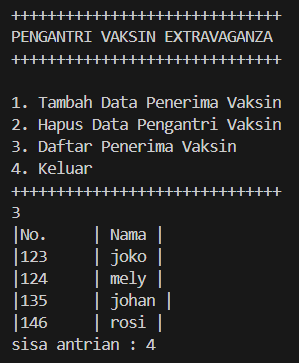 ++++++++++++++++++++++++++++++
PENGANTRI VAKSIN EXTRAVAGANZA
++++++++++++++++++++++++++++++
1. Tambah Data Penerima Vaksin
2. Hapus Data Pengantri Vaksin
3. Daftar Penerima Vaksin
4. Keluar
++++++++++++++++++++++++++++++
3
|No.     | Nama |
|123     | joko |
|124     | mely |
|135     | johan |
|146     | rosi |
sisa antrian : 4